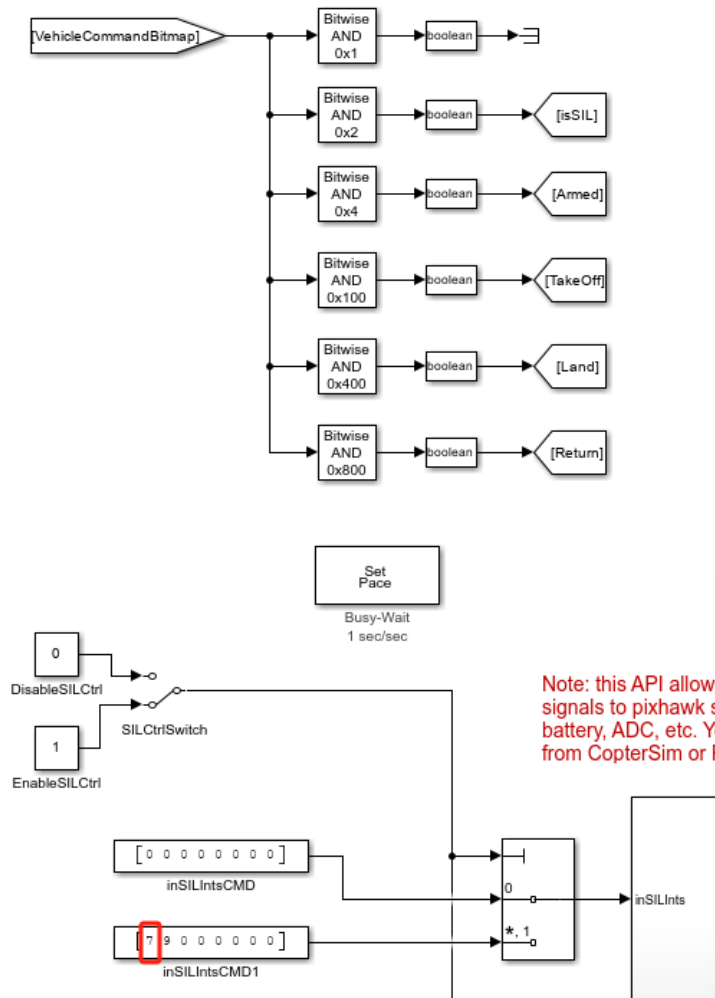 [VehicleCommandBitmap]
Bitwise
AND
0x1
boolean
Bitwise
AND
0x2
boolean
[isSIL]
Bitwise
AND
0x4
boolean
[Armed]
Bitwise
AND
0x100
boolean
[TakeOff]
Bitwise
AND
0x400
boolean
[Land]
Bitwise
AND
0x800
boolean
[Return]
Set
Pace
Busy-Wait
1 sec/sec
0
DisableSILCtrl
1
EnableSILCtrl
SILCtrlSwitch
Note: this API allow
signals to pixhawk s
battery, ADC, etc. Y
from CopterSim or
[0 0 0 0 0 0 0 0]
inSILIntsCMD
[7 9 0 0 0 0 0 0]
inSILIntsCMD1
0
*, 1
inSILInts